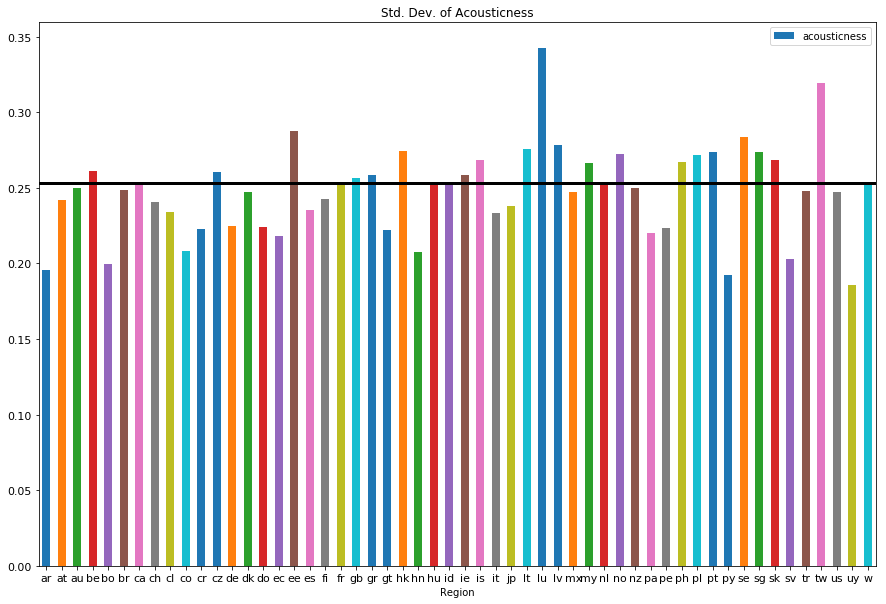 Std. Dev. of Acousticness
acousticness
0.35
0.30
0.25
0.20
0.15
0.10
0.05
0.00
ar at au be bo br ca ch cl co cr cz de dk do ec ee es fi fr gb gr gt hk hn hu id ie is it jp lt lu lv mx my nl no nz pa pe ph pl pt py se sg sk sv tr tw us uy w
Region